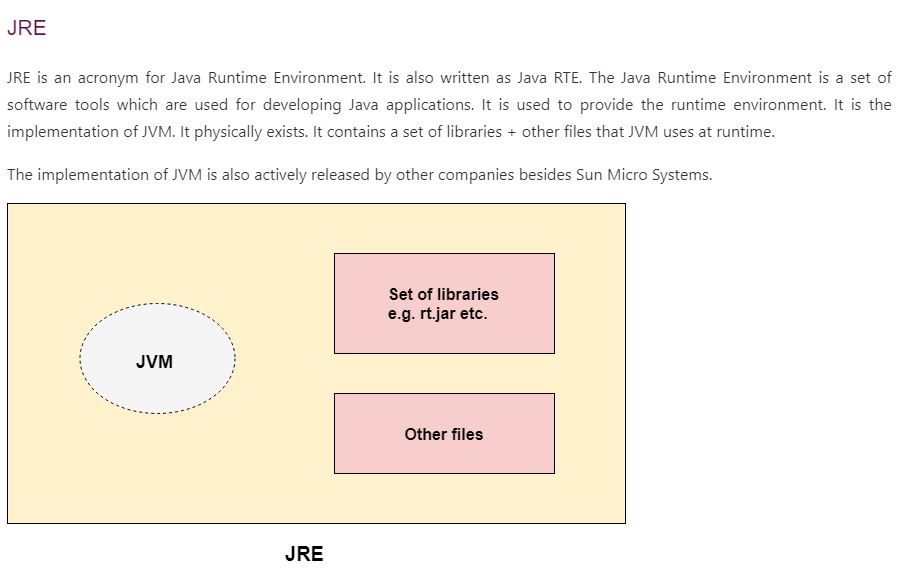 JRE
JRE is an acronym for Java Runtime Environment. It is also written as Java RTE. The Java Runtime Environment is a set of
software tools which are used for developing Java applications. It is used to provide the runtime environment. It is the
implementation of JVM. It physically exists. It contains a set of libraries + other files that JVM uses at runtime.
The implementation of JVM is also actively released by other companies besides Sun Micro Systems.
Set of libraries
e.g. rt.jar etc.
JVM
Other files
JRE